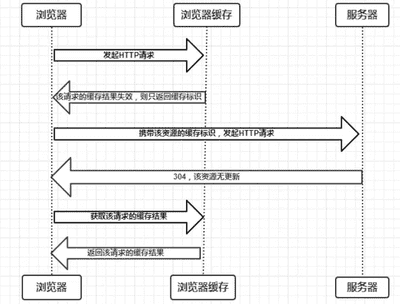 浏览器
浏览器缓存
服务器
发起HTTP请求
该请求的缓存结果失效，则只返回缓存标识
携带该资源的缓存标识，发起HTTP请求
304，该资源无更新
获取该请求的缓存结果
返回该请求的缓存结果
浏览器
浏览器缓存
服务器